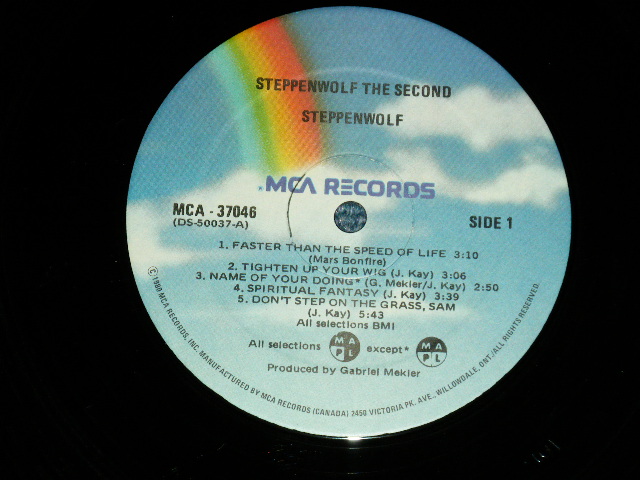 STEPPENWOLF THE SECOND
STEPPENWOLF
MCA RECORDS
MCA - 37046
(DS-50037-A)
SIDE 1
1. FASTER THAN THE SPEED OF LIFE 3:10
(Mars Bonfire)
2. TIGHTEN UP YOUR WIG (J. Kay) 3:06
3. NAME OF YOUR DOING* (G. Mekler/J. Kay) 2:50
4. SPIRITUAL FANTASY (J. Kay) 3:39
5. DON'T STEP ON THE GRASS, SAM
(J. Kay) 5:43
All selections BMI
All selections MAPL except* MAPL
Produced by Gabriel Mekler
© 1980 MCA RECORDS, INC. MANUFACTURED BY MCA RECORDS (CANADA) 2450 VICTORIA PK. AVE., WILLOWDALE, ONT./ALL RIGHTS RESERVED.